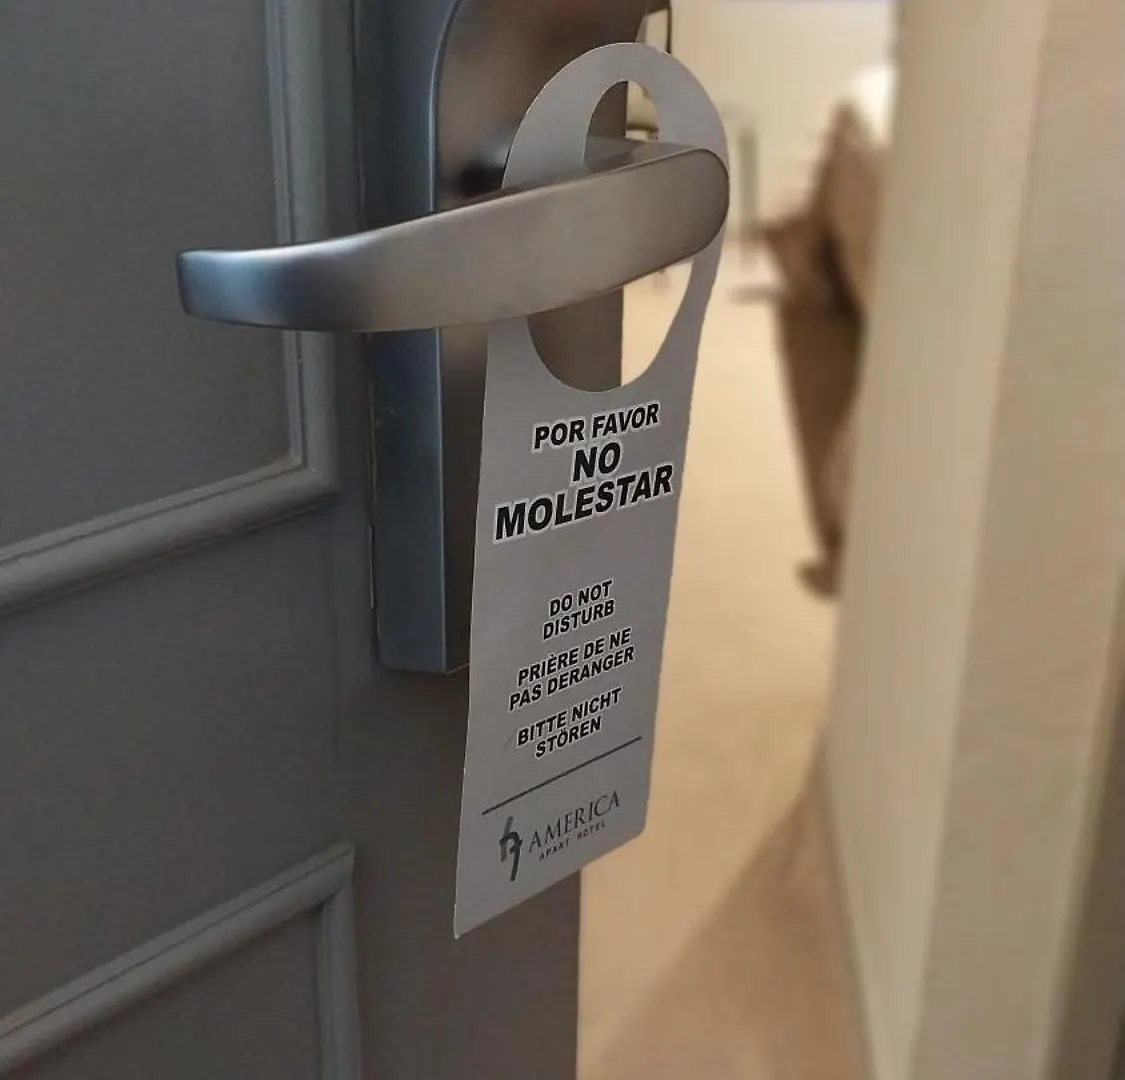 POR FAVOR
NO
MOLESTAR
DO NOT
DISTURB
PRIÈRE DE NE
PAS DERANGER
BITTE NICHT
STÖREN
AMERICA
APART HOTEL